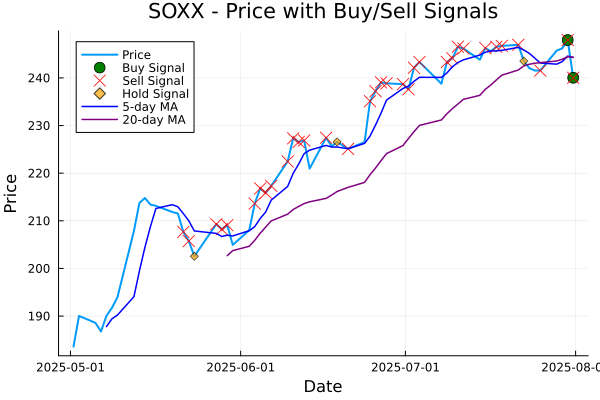 SOXX - Price with Buy/Sell Signals
Price
Buy Signal
Sell Signal
Hold Signal
5-day MA
20-day MA
240
230
220
210
200
190
Price
2025-05-01
2025-06-01
2025-07-01
2025-08-0
Date